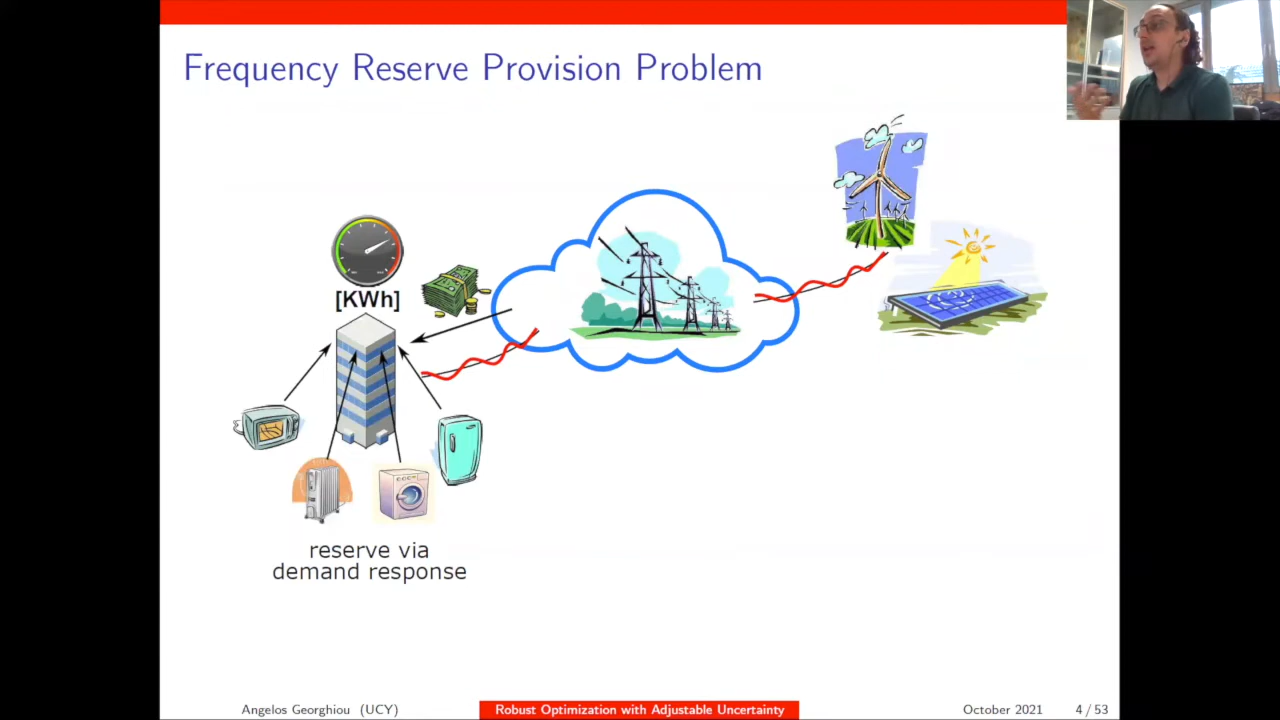 Frequency Reserve Provision Problem
[KWh]
reserve via
demand response
Angelos Georghiou (UCY)
Robust Optimization with Adjustable Uncertainty
October 2021
4 / 53